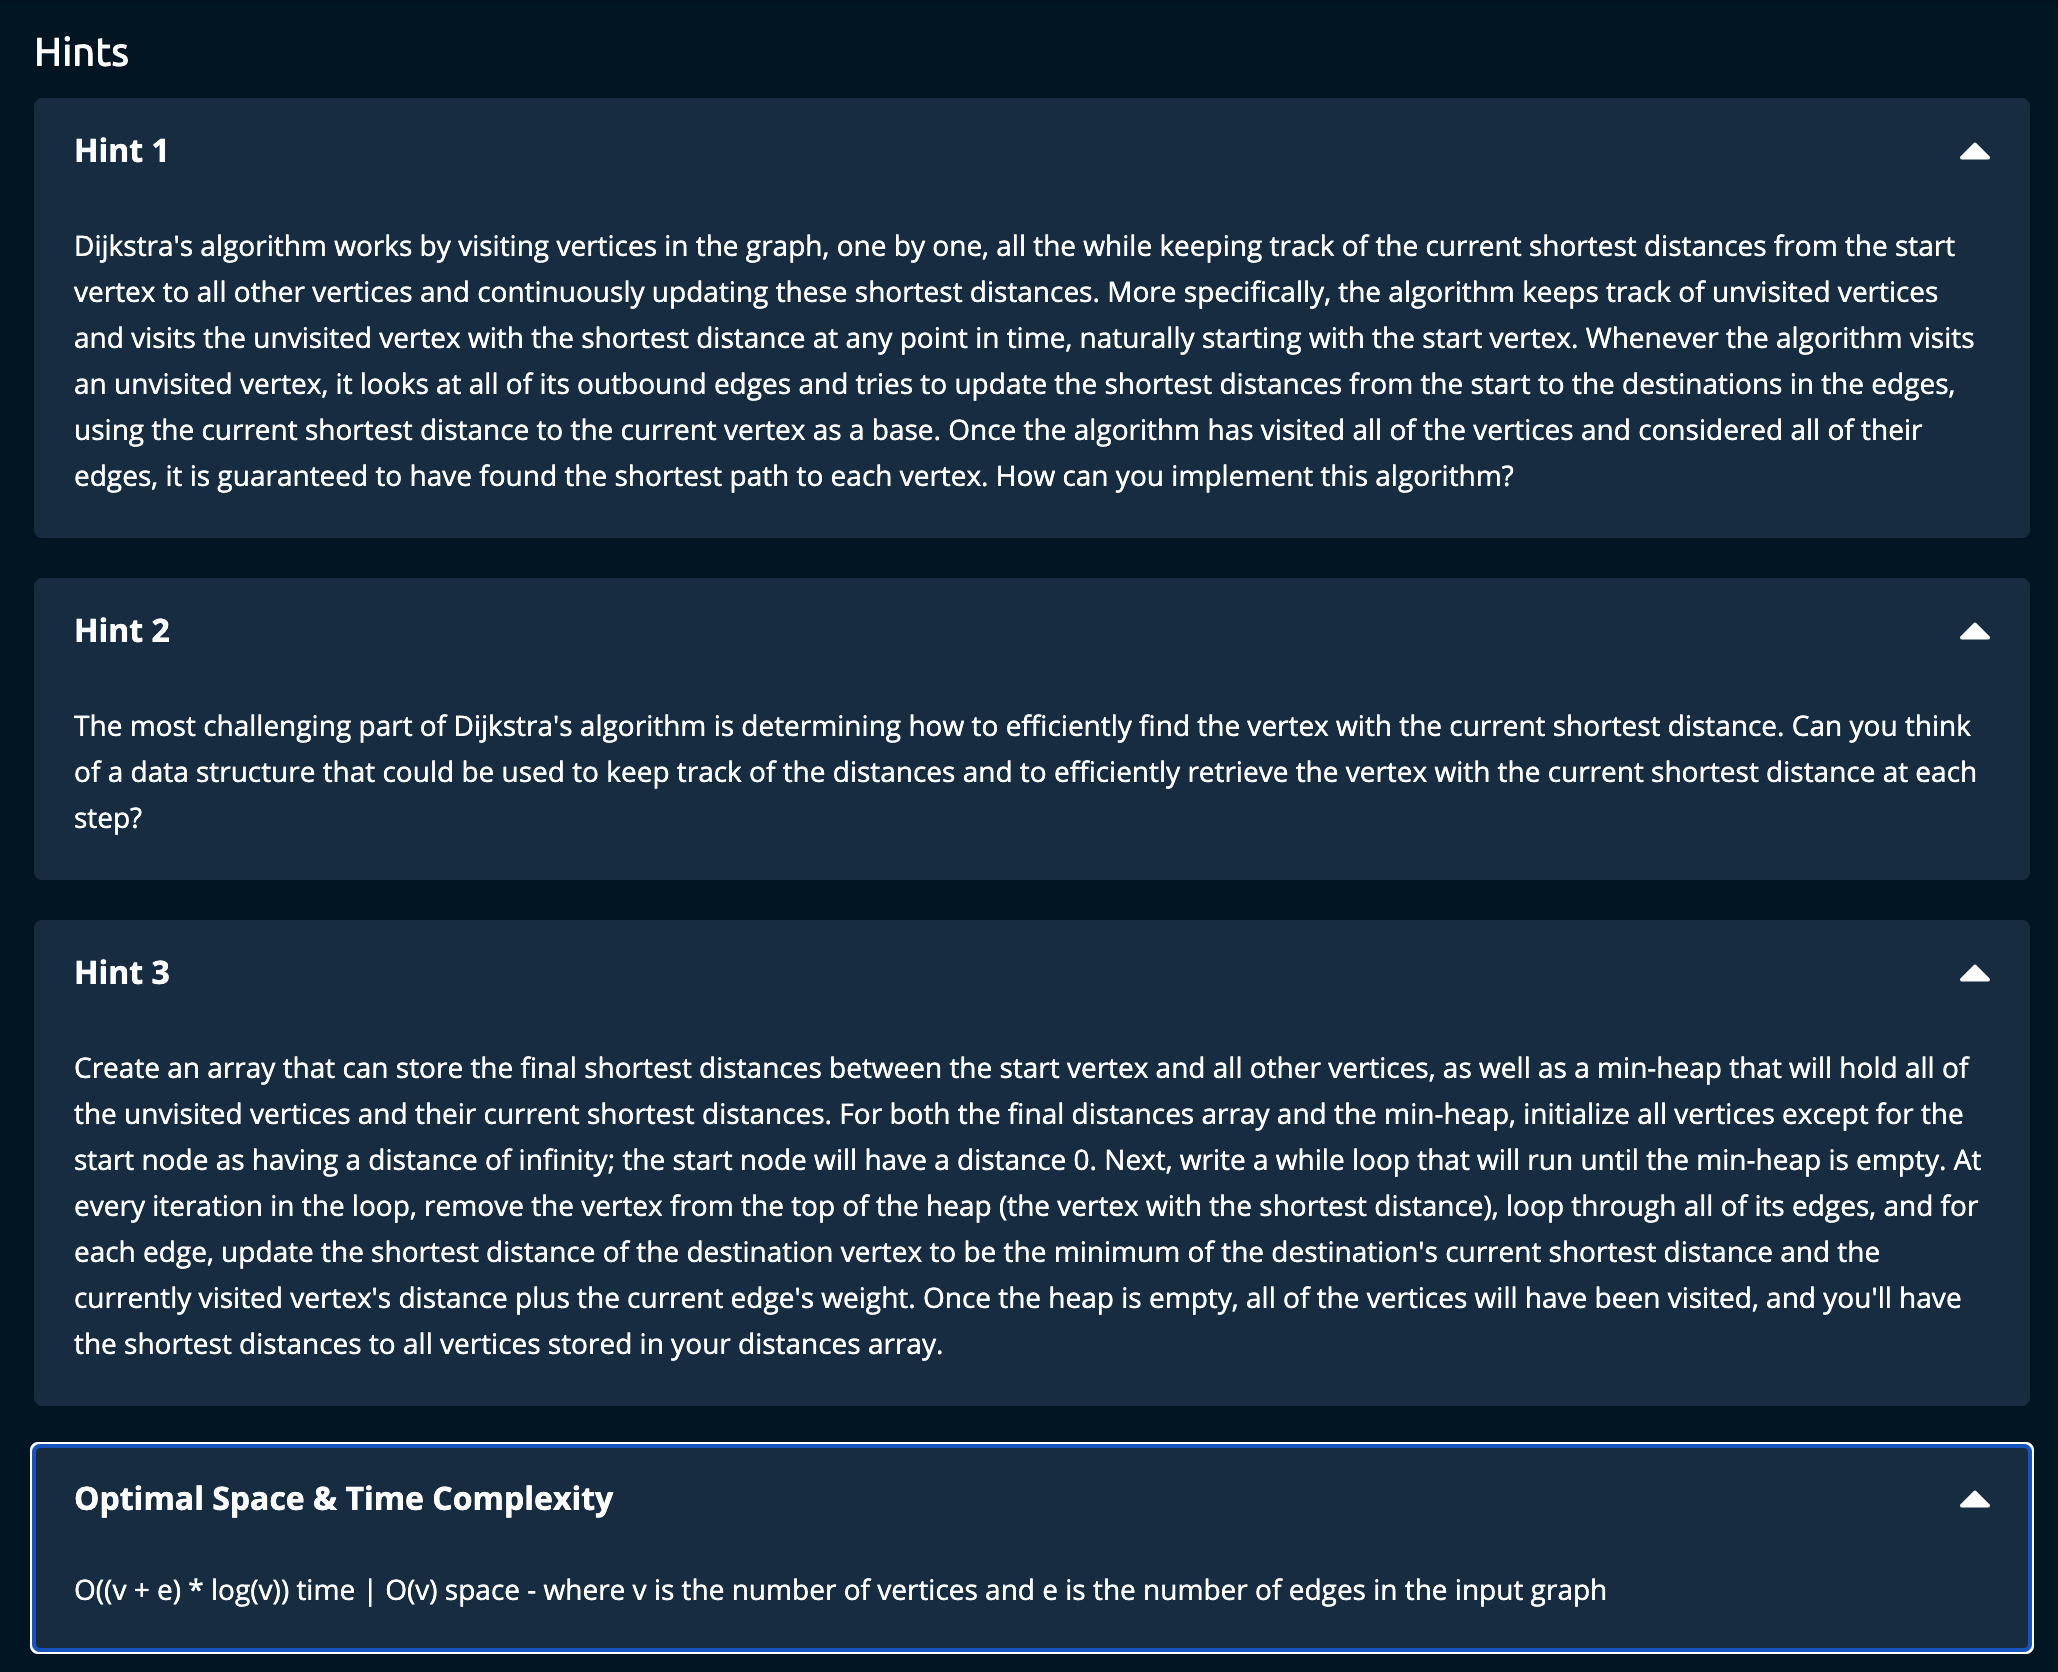 Hints
Hint 1
Dijkstra's algorithm works by visiting vertices in the graph, one by one, all the while keeping track of the current shortest distances from the start
vertex to all other vertices and continuously updating these shortest distances. More specifically, the algorithm keeps track of unvisited vertices
and visits the unvisited vertex with the shortest distance at any point in time, naturally starting with the start vertex. Whenever the algorithm visits
an unvisited vertex, it looks at all of its outbound edges and tries to update the shortest distances from the start to the destinations in the edges,
using the current shortest distance to the current vertex as a base. Once the algorithm has visited all of the vertices and considered all of their
edges, it is guaranteed to have found the shortest path to each vertex. How can you implement this algorithm?
Hint 2
The most challenging part of Dijkstra's algorithm is determining how to efficiently find the vertex with the current shortest distance. Can you think
of a data structure that could be used to keep track of the distances and to efficiently retrieve the vertex with the current shortest distance at each
step?
Hint 3
Create an array that can store the final shortest distances between the start vertex and all other vertices, as well as a min-heap that will hold all of
the unvisited vertices and their current shortest distances. For both the final distances array and the min-heap, initialize all vertices except for the
start node as having a distance of infinity; the start node will have a distance 0. Next, write a while loop that will run until the min-heap is empty. At
every iteration in the loop, remove the vertex from the top of the heap (the vertex with the shortest distance), loop through all of its edges, and for
each edge, update the shortest distance of the destination vertex to be the minimum of the destination's current shortest distance and the
currently visited vertex's distance plus the current edge's weight. Once the heap is empty, all of the vertices will have been visited, and you'll have
the shortest distances to all vertices stored in your distances array.
Optimal Space & Time Complexity
O((v + e) * log(v)) time | O(v) space - where v is the number of vertices and e is the number of edges in the input graph